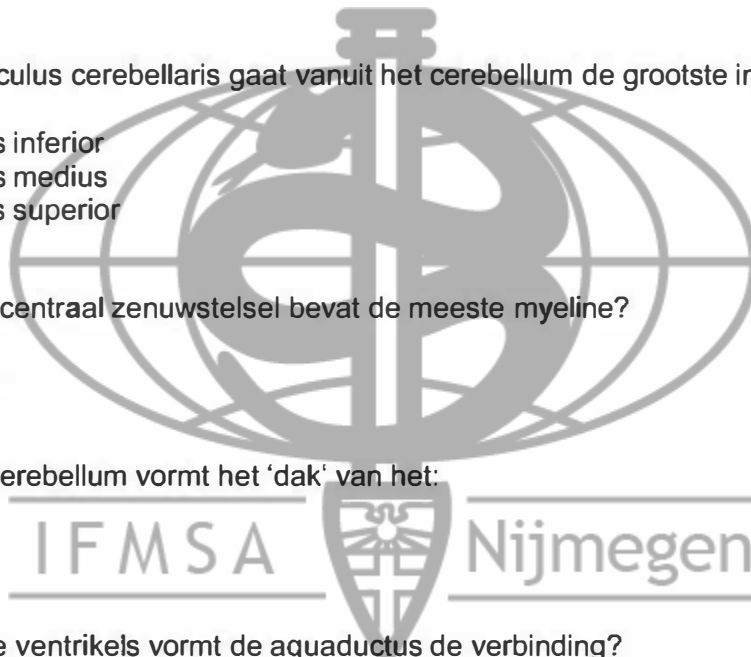 culus cerebellaris gaat vanuit het cerebellum de grootste in
s inferior
s medius
s superior
centraal zenuwstelsel bevat de meeste myeline?
erebellum vormt het 'dak' van het:
IFMSA Nijmegen
e ventrikels vormt de aquaductus de verbinding?